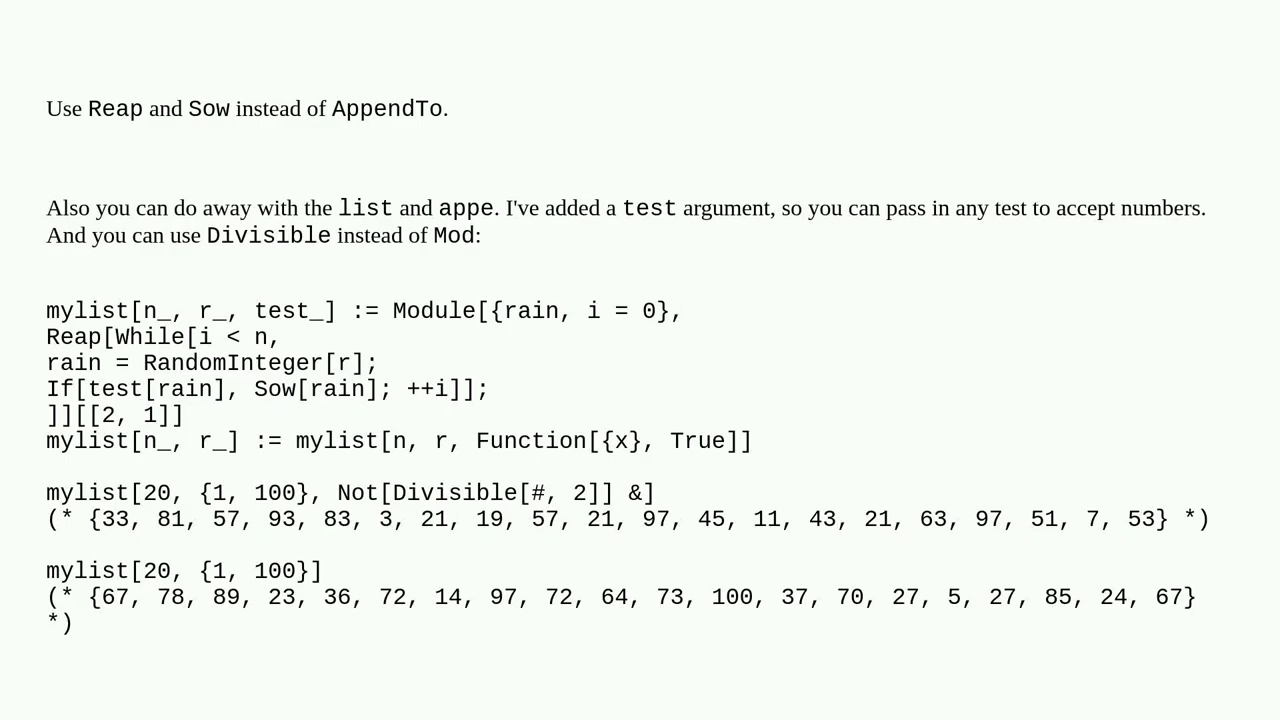 Use Reap and Sow instead of AppendTo.
Also you can do away with the list and appe. I've added a test argument, so you can pass in any test to accept numbers.
And you can use Divisible instead of Mod:
mylist[n_, r_, test_] := Module[{rain, i = 0},
Reap[While[i < n,
rain = RandomInteger[r];
If[test[rain], Sow[rain]; ++i]];
]][[2, 1]]
mylist[n_, r_] := mylist[n, r, Function[{x}, True]]
mylist[20, {1, 100}, Not[Divisible[#, 2]] &]
(* {33, 81, 57, 93, 83, 3, 21, 19, 57, 21, 97, 45, 11, 43, 21, 63, 97, 51, 7, 53} *)
mylist[20, {1, 100}]
(* {67, 78, 89, 23, 36, 72, 14, 97, 72, 64, 73, 100, 37, 70, 27, 5, 27, 85, 24, 67}
*)